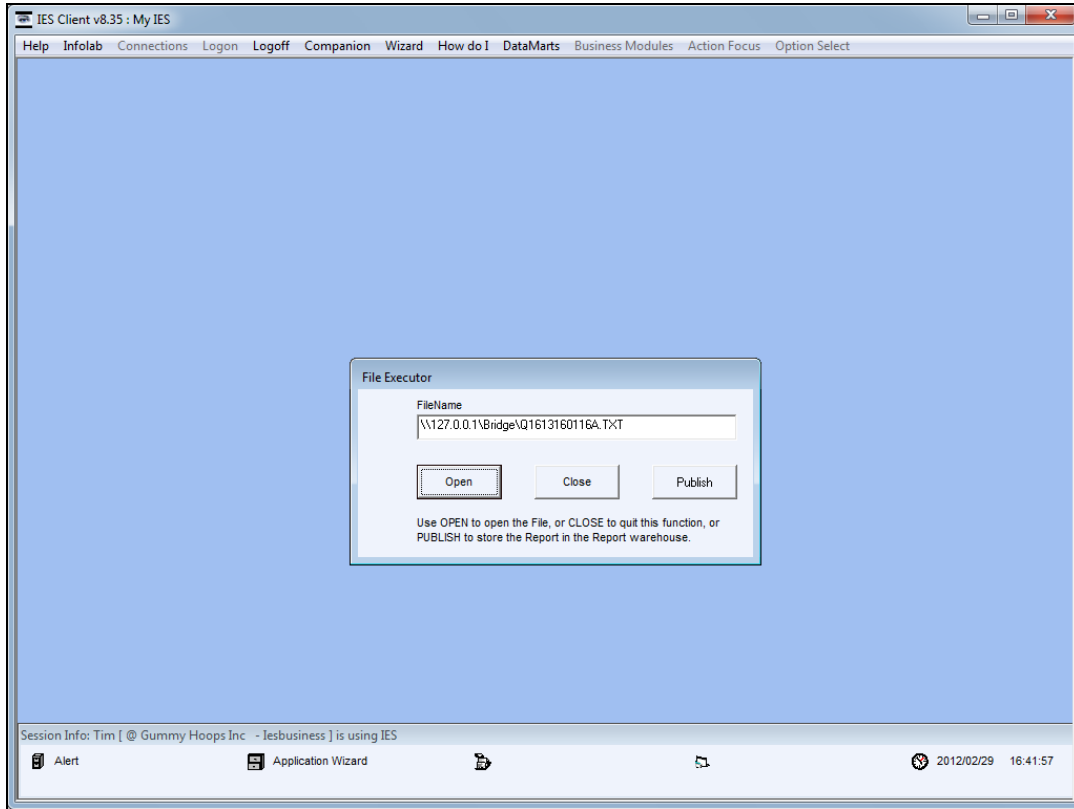 IES Client v8.35 : My IES
Help Infolab Connections Logon Logoff Companion Wizard How do I DataMarts Business Modules Action Focus Option Select
File Executor
FileName
\\127.0.0.1\Bridge\Q1613160116A.TXT
Open Close Publish
Use OPEN to open the File, or CLOSE to quit this function, or
PUBLISH to store the Report in the Report warehouse.
Session Info: Tim [ @ Gummy Hoops Inc - Iesbusiness ] is using IES
Alert Application Wizard 2012/02/29 16:41:57